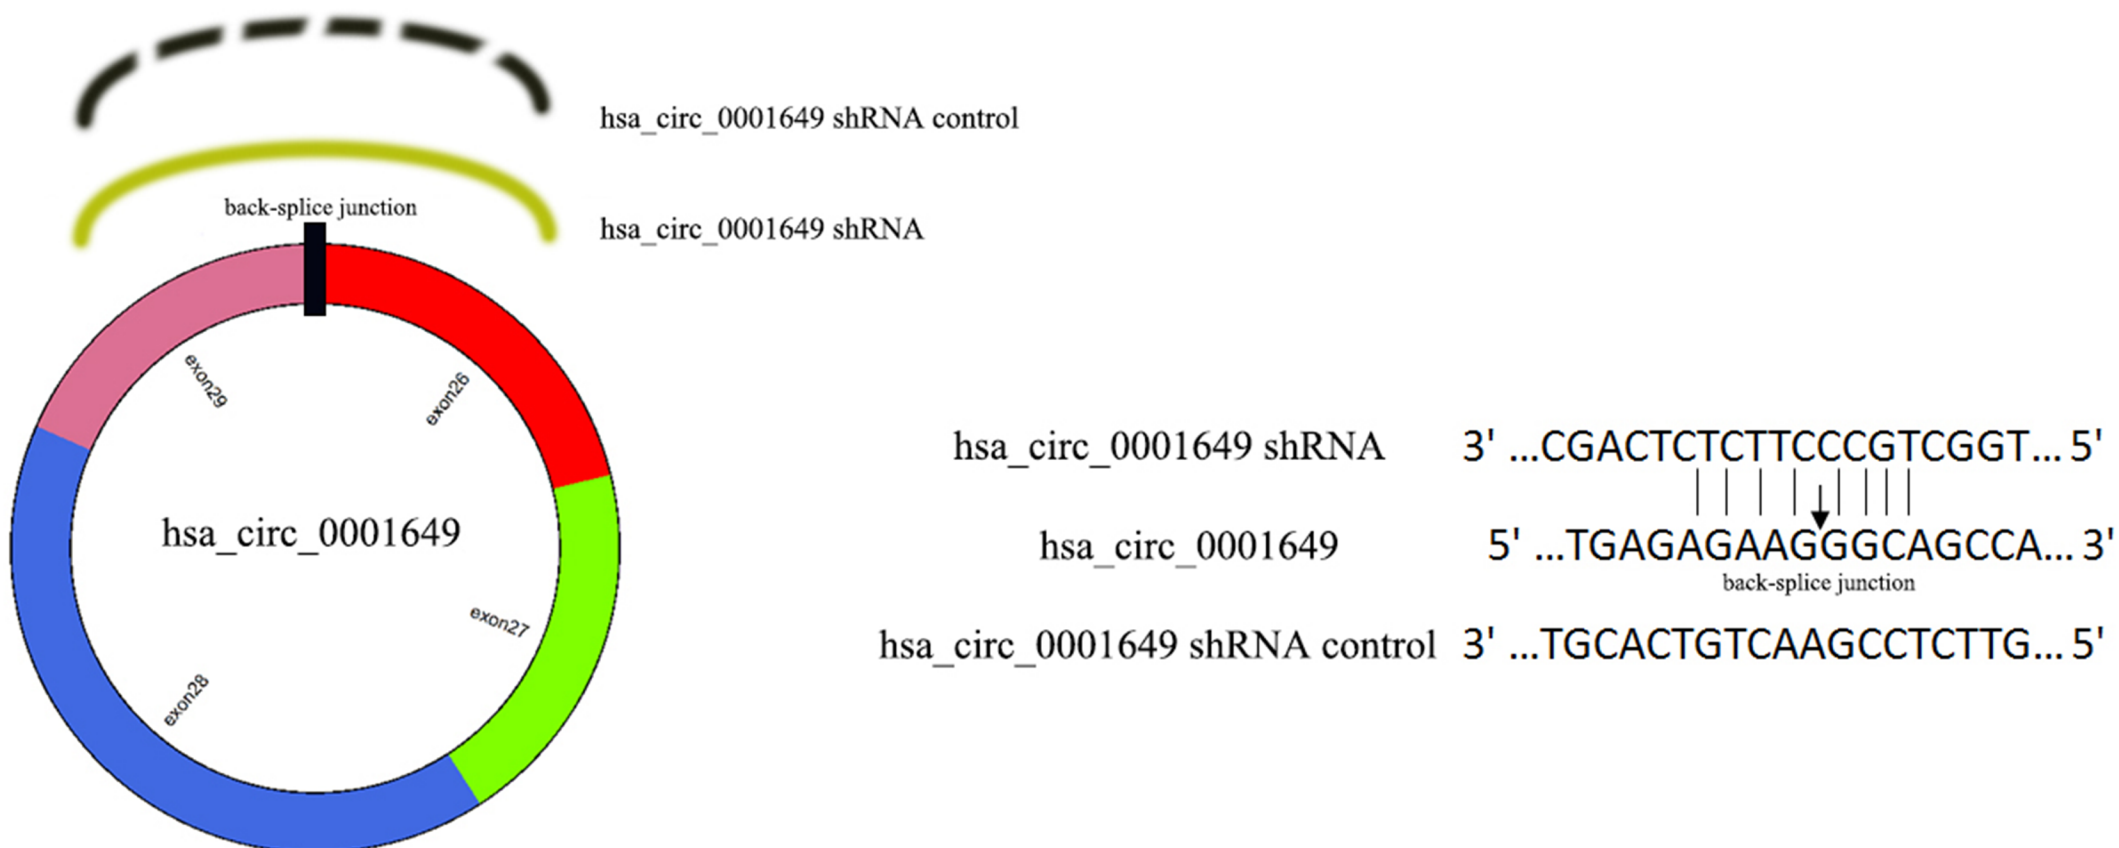 hsa_circ_0001649 shRNA control
back-splice junction
hsa_circ_0001649 shRNA
exon29
exon26
hsa_circ_0001649
exon27
exon28
hsa_circ_0001649 shRNA 3' ...CGACTCTCTTCCCGTCGGT... 5'
hsa_circ_0001649 5' ...TGAGAGAAGGGCAGCCA... 3'
back-splice junction
hsa_circ_0001649 shRNA control 3' ...TGCACTGTCAAGCCTCTTG... 5'